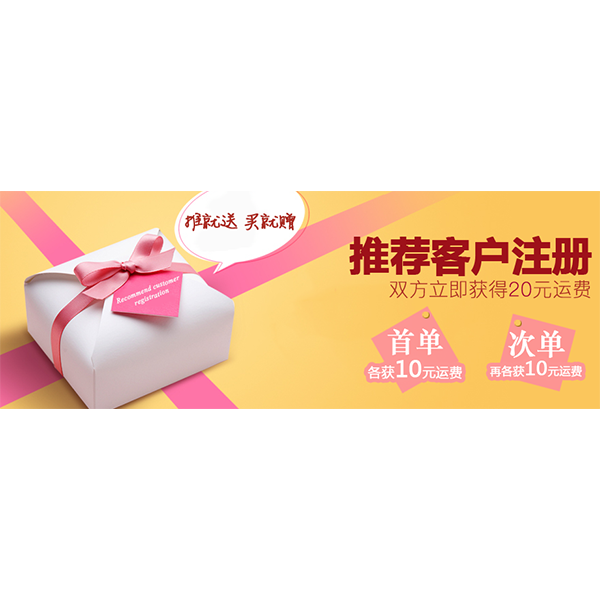 推就送 买就赠
Recommend customer
registration
推荐客户注册
双方立即获得20元运费
首单
各获10元运费
次单
再各获10元运费